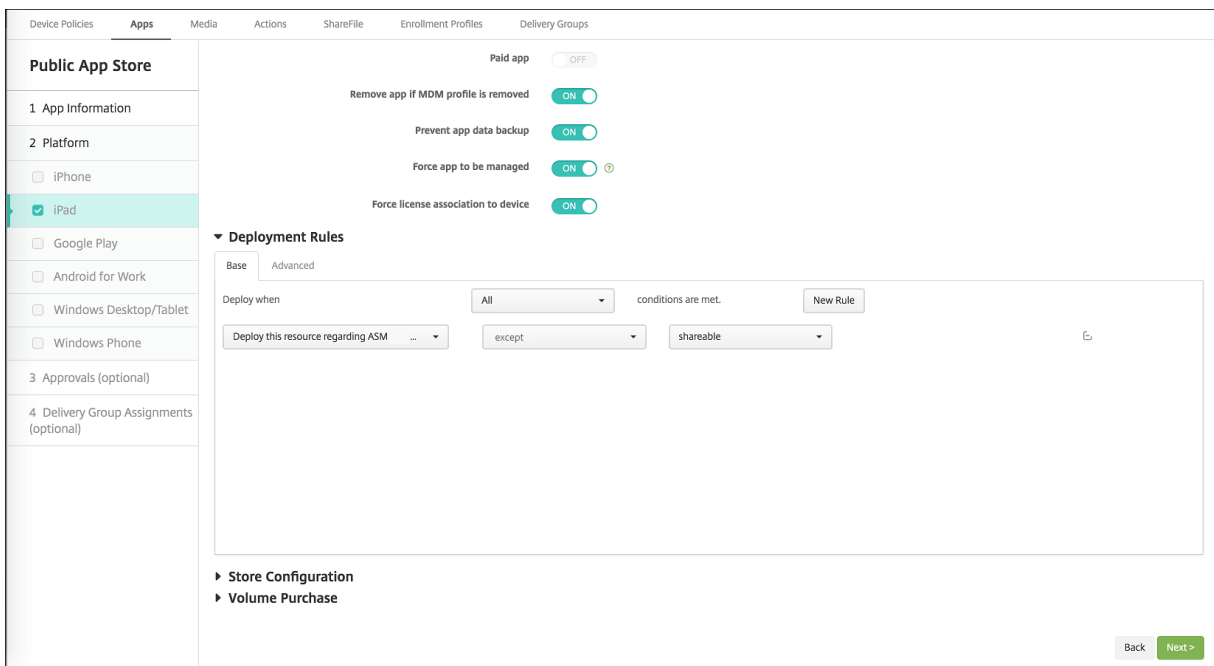 Device Policies Apps Media Actions ShareFile Enrollment Profiles Delivery Groups
Public App Store
1 App Information
2 Platform
iPhone
iPad
Google Play
Android for Work
Windows Desktop/Tablet
Windows Phone
3 Approvals (optional)
4 Delivery Group Assignments
(optional)
Paid app OFF
Remove app if MDM profile is removed ON
Prevent app data backup ON
Force app to be managed ON ?
Force license association to device ON
Deployment Rules
Base Advanced
Deploy when All conditions are met. New Rule
Deploy this resource regarding ASM ... except shareable
Store Configuration
Volume Purchase
Back Next >